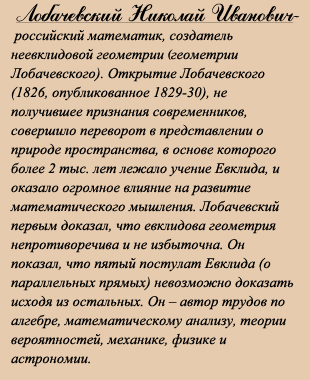 Лобачевский Николай Иванович-
российский математик, создатель
неевклидовой геометрии (геометрии
Лобачевского). Открытие Лобачевского
(1826, опубликованное 1829-30), не
получившее признания современников,
совершило переворот в представлении о
природе пространства, в основе которого
более 2 тыс. лет лежало учение Евклида, и
оказало огромное влияние на развитие
математического мышления. Лобачевский
первым доказал, что евклидова геометрия
непротиворечива и не избыточна. Он
показал, что пятый постулат Евклида (о
параллельных прямых) невозможно доказать
исходя из остальных. Он – автор трудов по
алгебре, математическому анализу, теории
вероятностей, механике, физике и
астрономии.